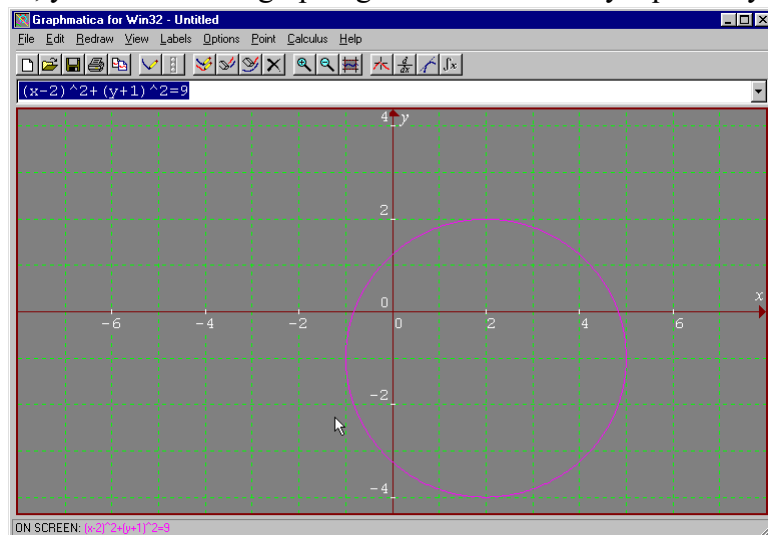 Graphmatica for Win32 - Untitled
File Edit Redraw View Labels Options Point Calculus Help
(x-2)^2+(y+1)^2=9
4 y
2
0 x
-6 -4 -2 0 2 4 6
-2
-4
ON SCREEN: (x-2)^2+(y+1)^2=9